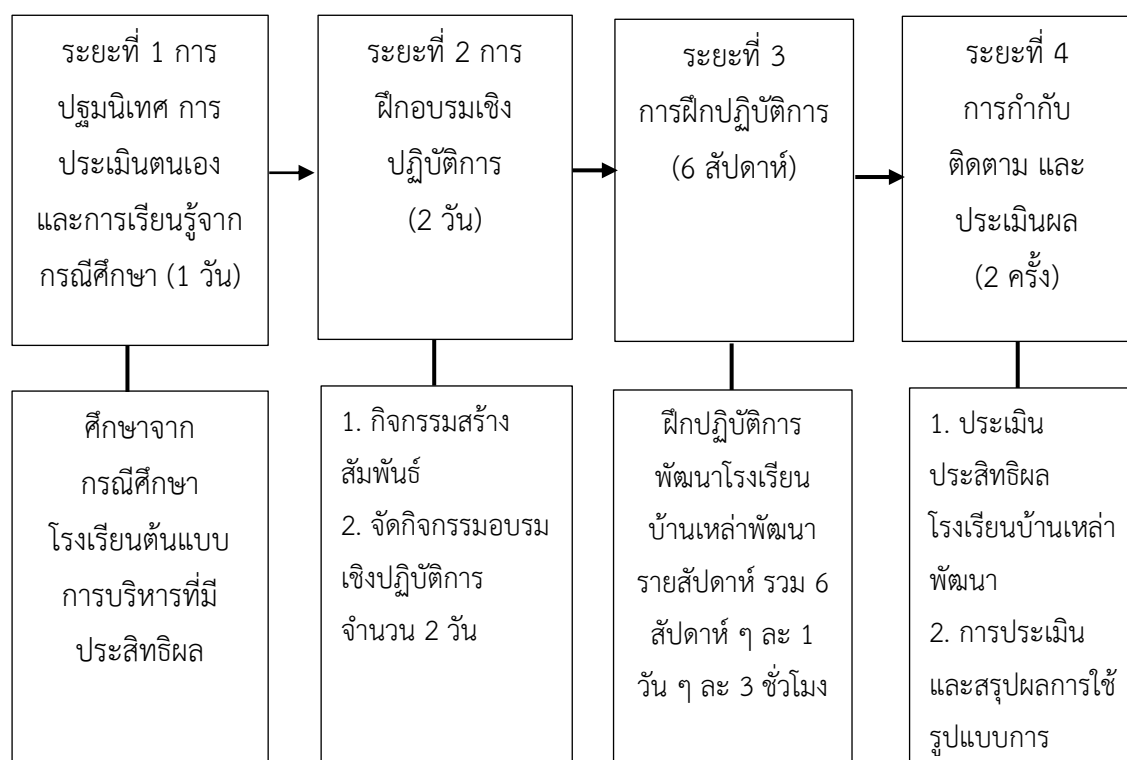 ระยะที่ 1 การ
ปฐมนิเทศ การ
ประเมินตนเอง
และการเรียนรู้จาก
กรณีศึกษา (1 วัน)
ระยะที่ 2 การ
ฝึกอบรมเชิง
ปฏิบัติการ
(2 วัน)
ระยะที่ 3
การฝึกปฏิบัติการ
(6 สัปดาห์)
ระยะที่ 4
การกำกับ
ติดตาม และ
ประเมินผล
(2 ครั้ง)
ศึกษาจาก
กรณีศึกษา
โรงเรียนต้นแบบ
การบริหารที่มี
ประสิทธิผล
1. กิจกรรมสร้าง
สัมพันธ์
2. จัดกิจกรรมอบรม
เชิงปฏิบัติการ
จำนวน 2 วัน
ฝึกปฏิบัติการ
พัฒนาโรงเรียน
บ้านเหล่าพัฒนา
รายสัปดาห์ รวม 6
สัปดาห์ ๆ ละ 1
วัน ๆ ละ 3 ชั่วโมง
1. ประเมิน
ประสิทธิผล
โรงเรียนบ้านเหล่า
พัฒนา
2. การประเมิน
และสรุปผลการใช้
รูปแบบการ